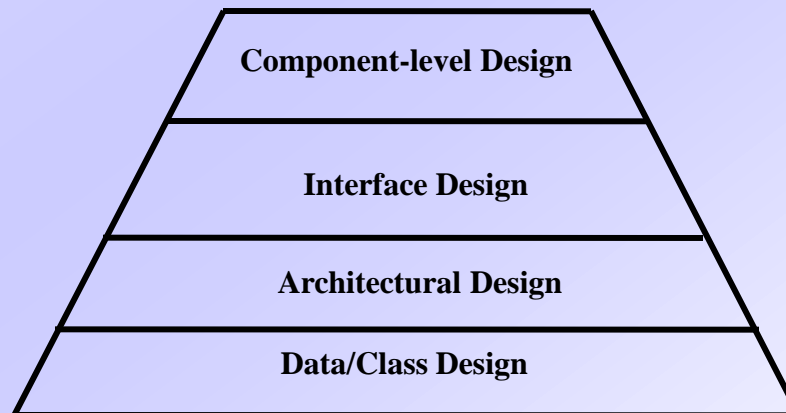 Component-level Design
Interface Design
Architectural Design
Data/Class Design